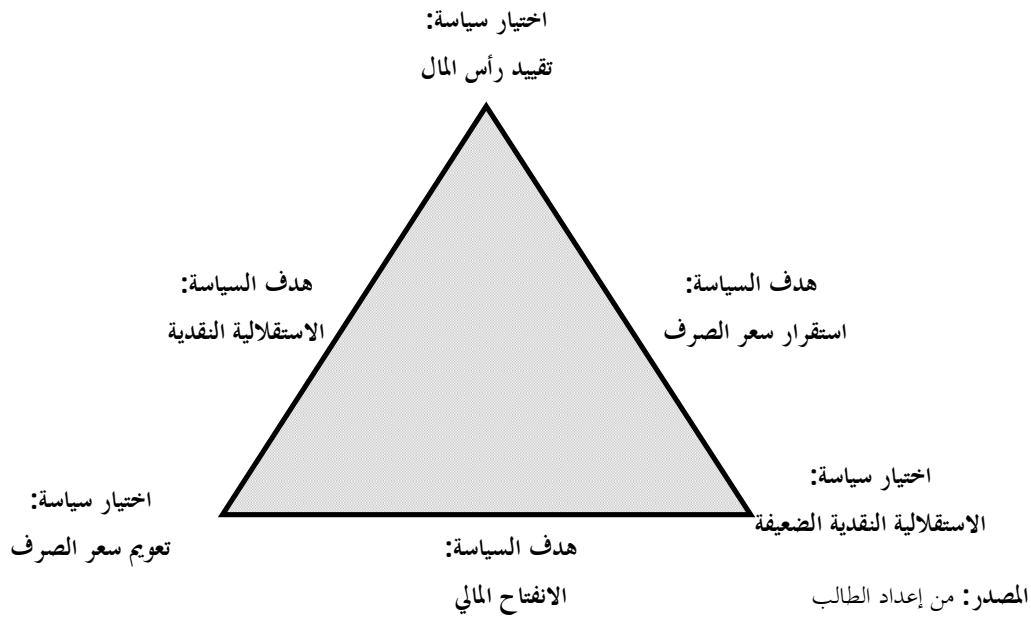 اختيار سياسة:
تقييد رأس المال
هدف السياسة:
استقرار سعر الصرف
هدف السياسة:
الاستقلالية النقدية
اختيار سياسة:
الاستقلالية النقدية الضعيفة
اختيار سياسة:
تعويم سعر الصرف
هدف السياسة:
الانفتاح المالي
المصدر: من إعداد الطالب